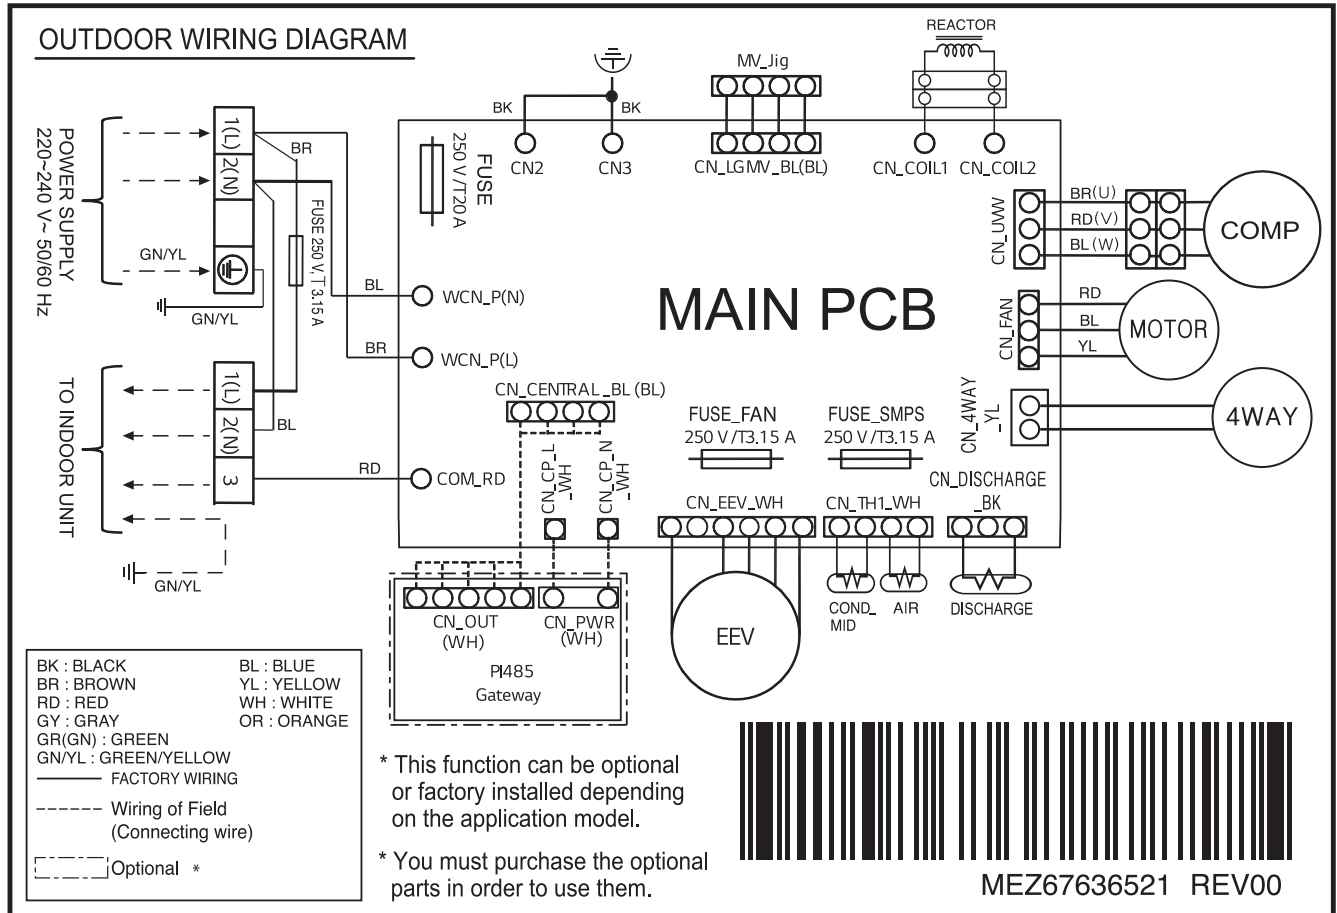 OUTDOOR WIRING DIAGRAM
REACTOR
MV_Jig
BK
BK
POWER SUPPLY
220~240 V~ 50/60 Hz
1(L)
2(N)
BR
FUSE 250 V, T 3.15 A
GN/YL
GN/YL
FUSE
250 V /T20 A
CN2
CN3
CN_LGMV_BL(BL)
CN_COIL1
CN_COIL2
CN_UVW
BR(U)
RD(V)
BL(W)
COMP
BL
WCN_P(N)
MAIN PCB
CN_FAN
RD
BL
YL
MOTOR
BR
WCN_P(L)
TO INDOOR UNIT
1(L)
2(N)
3
BL
GN/YL
CN_CENTRAL_BL (BL)
FUSE_FAN
250 V /T3.15 A
FUSE_SMPS
250 V /T3.15 A
CN_4WAY
_YL
4WAY
RD
COM_RD
CN_CP_L
_WH
CN_CP_N
_WH
CN_EEV_WH
CN_TH1_WH
CN_DISCHARGE
_BK
CN_OUT
(WH)
CN_PWR
(WH)
PI485
Gateway
EEV
COND_
MID
AIR
DISCHARGE
BK : BLACK
BR : BROWN
RD : RED
GY : GRAY
GR(GN) : GREEN
GN/YL : GREEN/YELLOW
BL : BLUE
YL : YELLOW
WH : WHITE
OR : ORANGE
FACTORY WIRING
Wiring of Field
(Connecting wire)
Optional *
* This function can be optional
or factory installed depending
on the application model.
* You must purchase the optional
parts in order to use them.
MEZ67636521 REV00